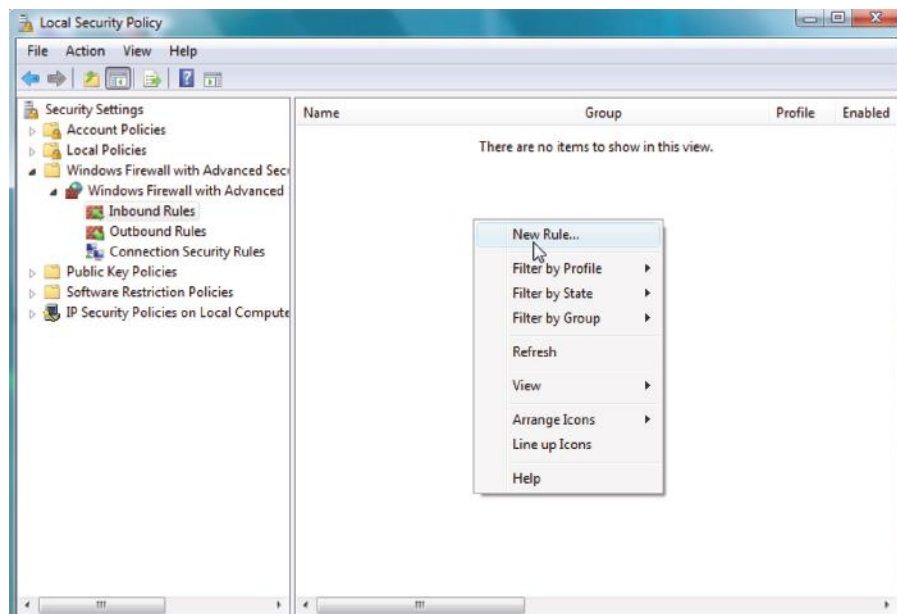 Local Security Policy
File Action View Help
Security Settings
Account Policies
Local Policies
Windows Firewall with Advanced Secu
Windows Firewall with Advanced
Inbound Rules
Outbound Rules
Connection Security Rules
Public Key Policies
Software Restriction Policies
IP Security Policies on Local Compute
Name Group Profile Enabled
There are no items to show in this view.
New Rule...
Filter by Profile
Filter by State
Filter by Group
Refresh
View
Arrange Icons
Line up Icons
Help